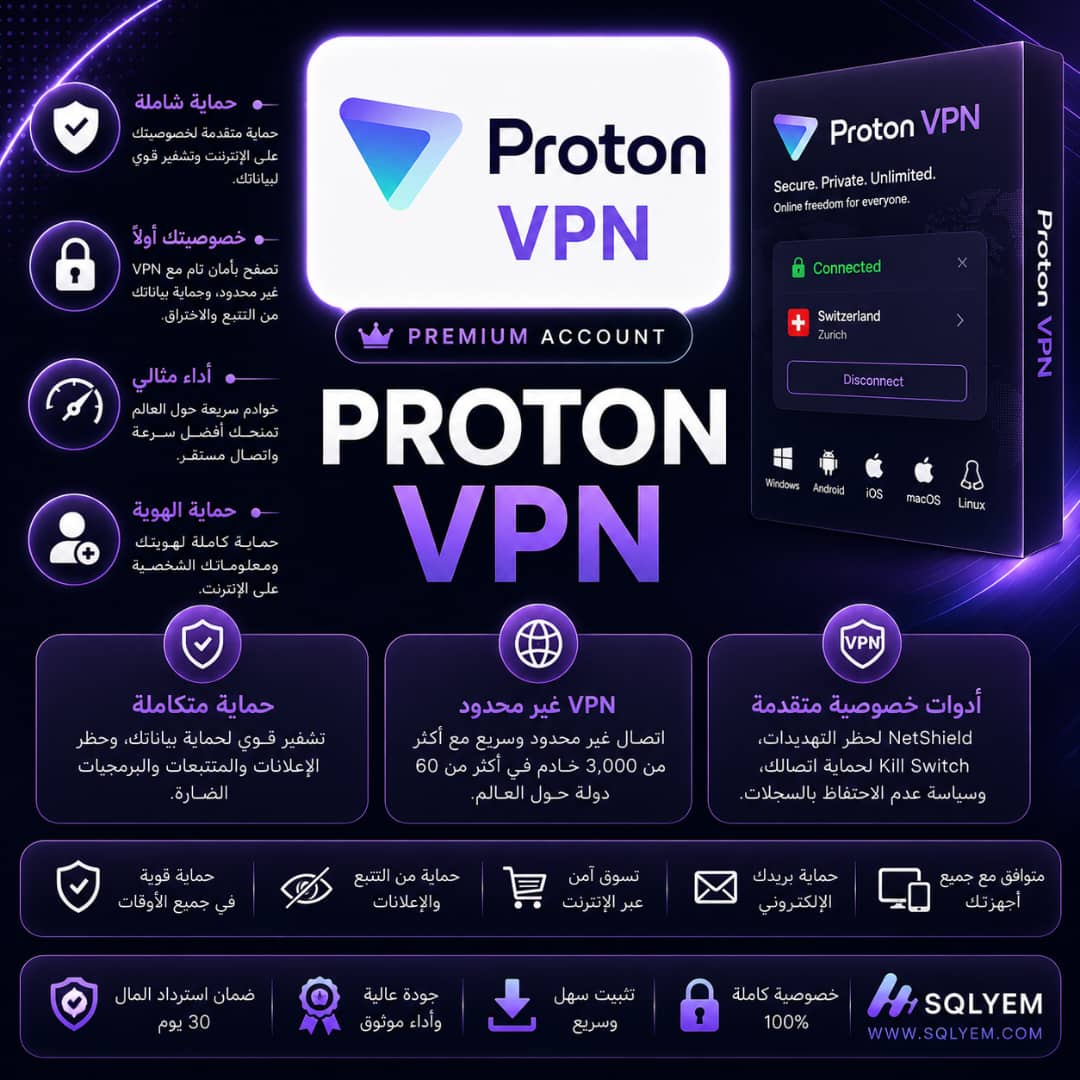 Proton
VPN
PREMIUM ACCOUNT
PROTON
VPN
حماية شاملة
حماية متقدمة لخصوصيتك
على الإنترنت وتشفير قوي
لبياناتك.
خصوصيتك أولاً
تصفح بأمان تام مع VPN
غير محدود، وحماية بياناتك
من التتبع والاختراق.
أداء مثالي
خوادم سريعة حول العالم
تمنحك أفضل سرعة
واتصال مستقر.
حماية الهوية
حماية كاملة لهويتك
ومعلوماتك الشخصية
على الإنترنت.
Proton VPN
Secure. Private. Unlimited.
Online freedom for everyone.
Connected
Switzerland
Zurich
Disconnect
Windows Android iOS macOS Linux
Proton VPN
VPN
أدوات خصوصية متقدمة
NetShield لحظر التهديدات،
Kill Switch لحماية اتصالك،
وسياسة عدم الاحتفاظ بالسجلات.
VPN غير محدود
اتصال غير محدود وسريع مع أكثر
من 3,000 خادم في أكثر من 60
دولة حول العالم.
حماية متكاملة
تشفير قوي لحماية بياناتك، وحظر
الإعلانات والمتتبعات والبرمجيات
الضارة.
متوافق مع جميع
أجهزتك
حماية بريدك
الإلكتروني
تسوق آمن
عبر الإنترنت
حماية من التتبع
والإعلانات
حماية قوية
في جميع الأوقات
SQLYEM
WWW.SQLYEM.COM
خصوصية كاملة
100%
تثبيت سهل
وسريع
جودة عالية
وأداء موثوق
ضمان استرداد المال
30 يوم